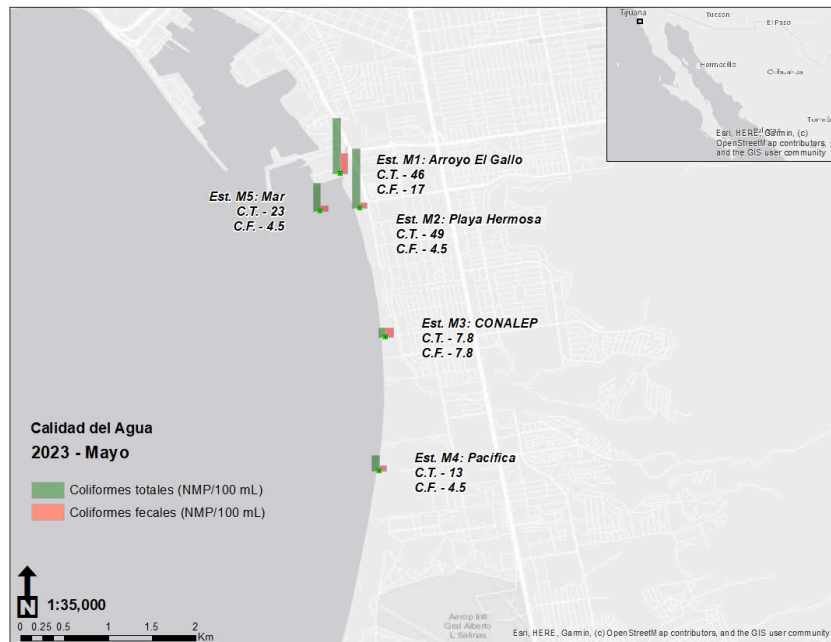 Tijuana
Tucson
El Paso
Hermosillo
Chihuahua
Torreón
Esri, HERE, Garmin, (c)
OpenStreetMap contributors,
and the GIS user community
Est. M1: Arroyo El Gallo
C.T. - 46
C.F. - 17
Est. M5: Mar
C.T. - 23
C.F. - 4.5
Est. M2: Playa Hermosa
C.T. - 49
C.F. - 4.5
Est. M3: CONALEP
C.T. - 7.8
C.F. - 7.8
Calidad del Agua
2023 - Mayo
Coliformes totales (NMP/100 mL)
Coliformes fecales (NMP/100 mL)
Est. M4: Pacífica
C.T. - 13
C.F. - 4.5
N
1:35,000
0 0.25 0.5 1 1.5 2
Km
Aerop Intl
Gral Alberto
L Salinas
Esri, HERE, Garmin, (c) OpenStreetMap contributors, and the GIS user community